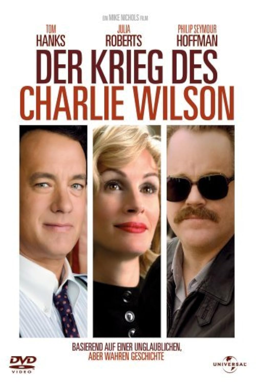 EIN MIKE NICHOLS FILM
TOM HANKS
JULIA ROBERTS
PHILIP SEYMOUR HOFFMAN
DER KRIEG DES
CHARLIE WILSON
BASIEREND AUF EINER UNGLAUBLICHEN,
ABER WAHREN GESCHICHTE
DVD
VIDEO
UNIVERSAL